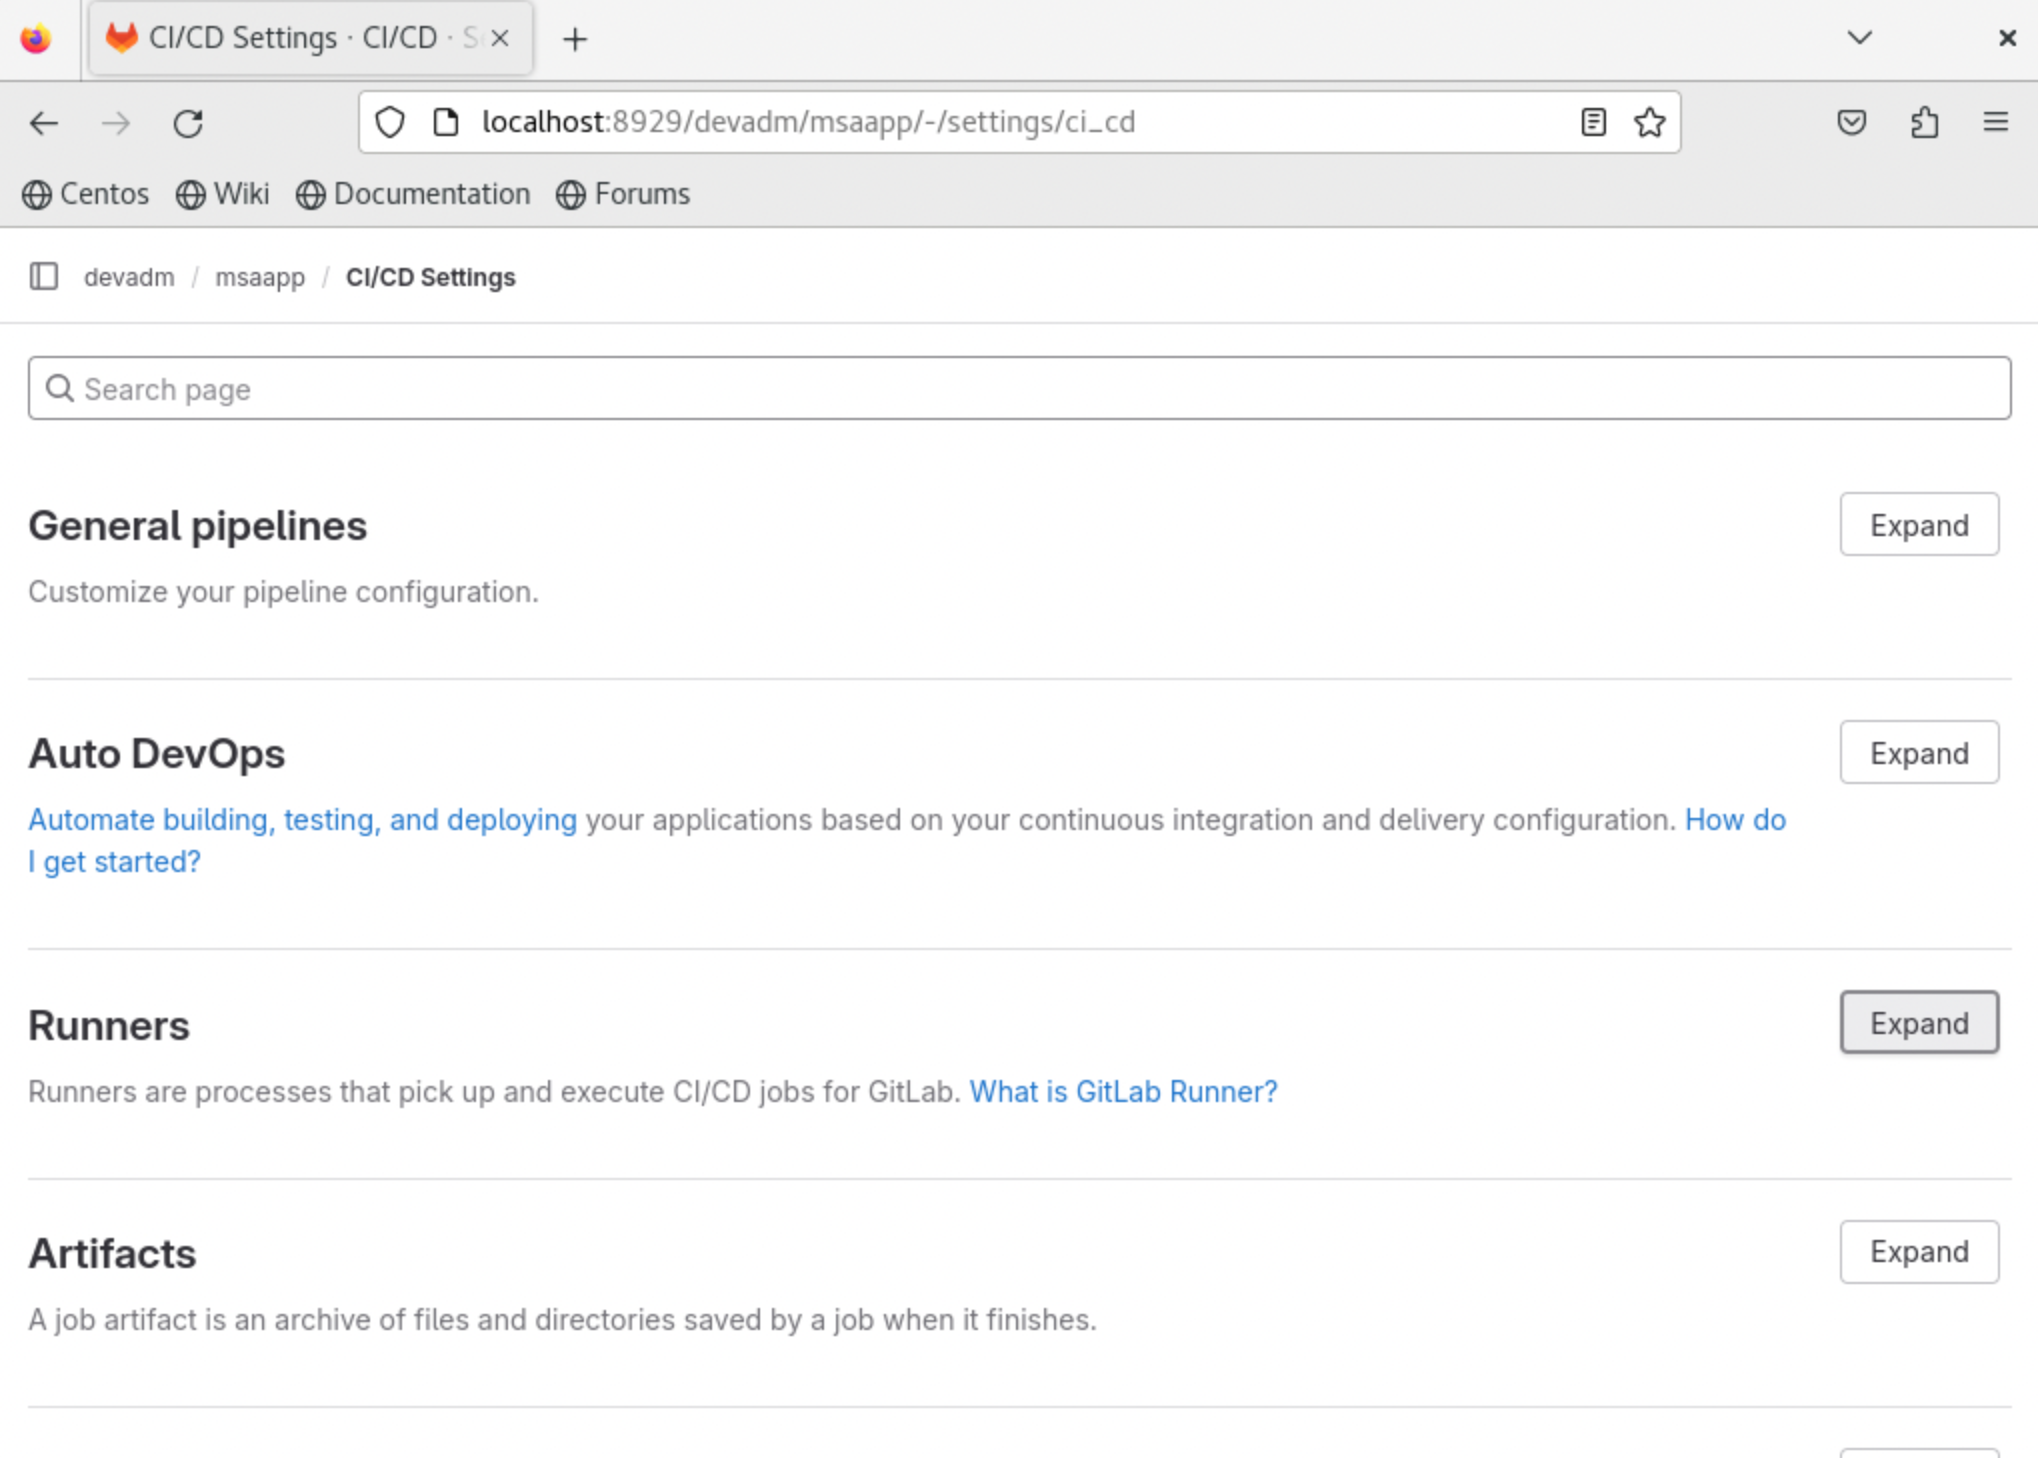 CI/CD Settings · CI/CD · S
localhost:8929/devadm/msaapp/-/settings/ci_cd
Centos Wiki Documentation Forums
devadm / msaapp / CI/CD Settings
Search page
General pipelines
Expand
Customize your pipeline configuration.
Auto DevOps
Expand
Automate building, testing, and deploying your applications based on your continuous integration and delivery configuration. How do
I get started?
Runners
Expand
Runners are processes that pick up and execute CI/CD jobs for GitLab. What is GitLab Runner?
Artifacts
Expand
A job artifact is an archive of files and directories saved by a job when it finishes.